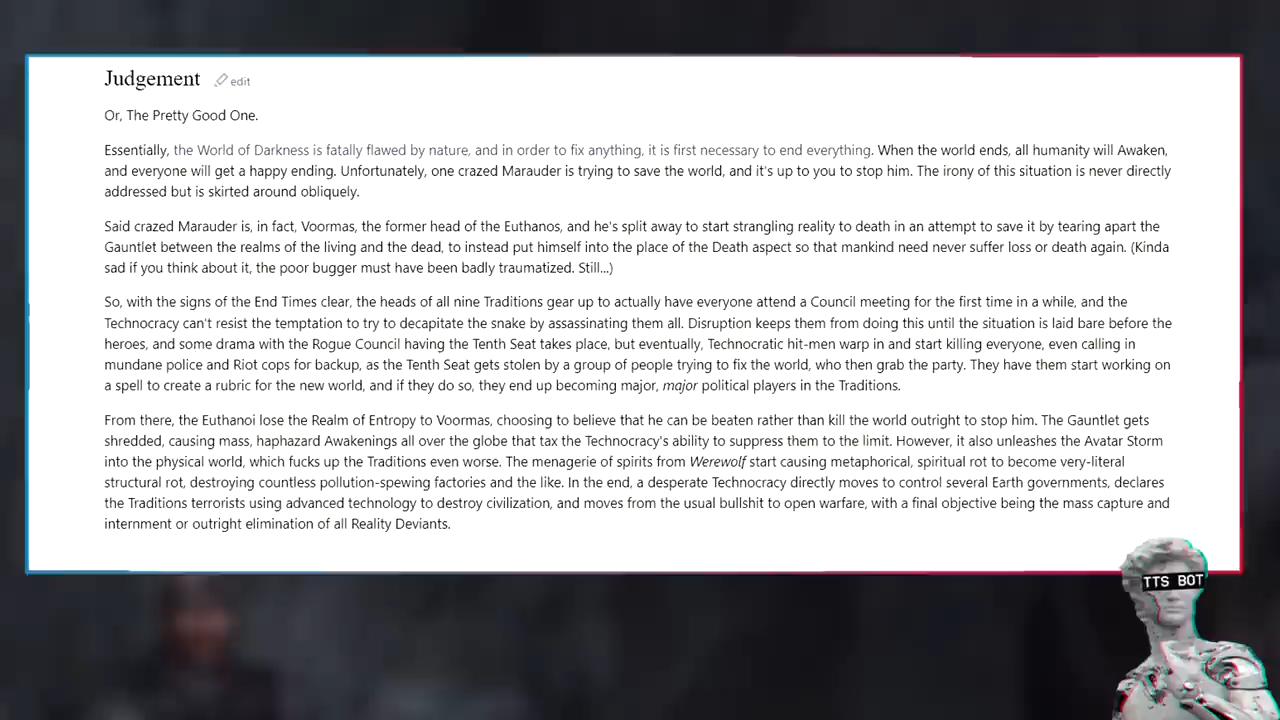 Judgement edit
Or, The Pretty Good One.
Essentially, the World of Darkness is fatally flawed by nature, and in order to fix anything, it is first necessary to end everything. When the world ends, all humanity will Awaken,
and everyone will get a happy ending. Unfortunately, one crazed Marauder is trying to save the world, and it's up to you to stop him. The irony of this situation is never directly
addressed but is skirted around obliquely.
Said crazed Marauder is, in fact, Voormas, the former head of the Euthanos, and he's split away to start strangling reality to death in an attempt to save it by tearing apart the
Gauntlet between the realms of the living and the dead, to instead put himself into the place of the Death aspect so that mankind need never suffer loss or death again. (Kinda
sad if you think about it, the poor bugger must have been badly traumatized. Still...)
So, with the signs of the End Times clear, the heads of all nine Traditions gear up to actually have everyone attend a Council meeting for the first time in a while, and the
Technocracy can't resist the temptation to try to decapitate the snake by assassinating them all. Disruption keeps them from doing this until the situation is laid bare before the
heroes, and some drama with the Rogue Council having the Tenth Seat takes place, but eventually, Technocratic hit-men warp in and start killing everyone, even calling in
mundane police and Riot cops for backup, as the Tenth Seat gets stolen by a group of people trying to fix the world, who then grab the party. They have them start working on
a spell to create a rubric for the new world, and if they do so, they end up becoming major, major political players in the Traditions.
From there, the Euthanoi lose the Realm of Entropy to Voormas, choosing to believe that he can be beaten rather than kill the world outright to stop him. The Gauntlet gets
shredded, causing mass, haphazard Awakenings all over the globe that tax the Technocracy's ability to suppress them to the limit. However, it also unleashes the Avatar Storm
into the physical world, which fucks up the Traditions even worse. The menagerie of spirits from Werewolf start causing metaphorical, spiritual rot to become very-literal
structural rot, destroying countless pollution-spewing factories and the like. In the end, a desperate Technocracy directly moves to control several Earth governments, declares
the Traditions terrorists using advanced technology to destroy civilization, and moves from the usual bullshit to open warfare, with a final objective being the mass capture and
internment or outright elimination of all Reality Deviants.
TTS BOT